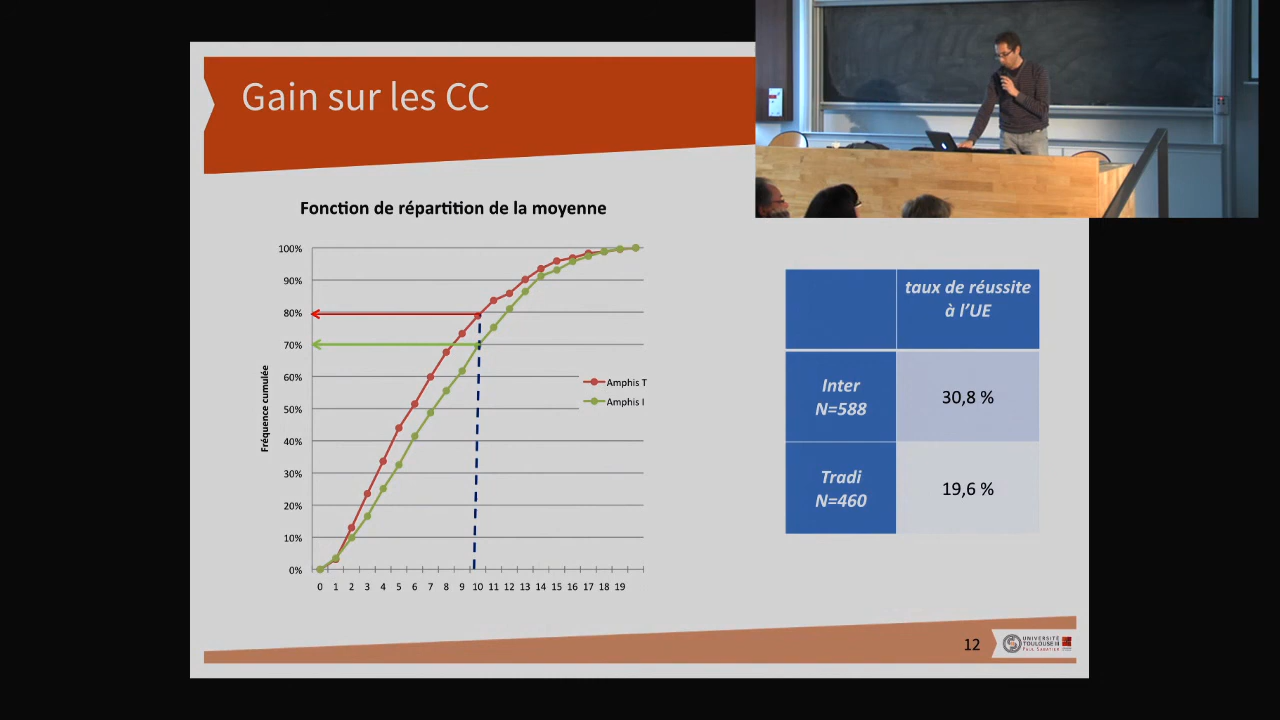 Gain sur les CC
Fonction de répartition de la moyenne
100%
90%
80%
70%
60%
50%
40%
30%
20%
10%
0%
Fréquence cumulée
0 1 2 3 4 5 6 7 8 9 10 11 12 13 14 15 16 17 18 19
Amphis T
Amphis I
taux de réussite
à l'UE
Inter
N=588
30,8 %
Tradi
N=460
19,6 %
12
UNIVERSITÉ
TOULOUSE III
PAUL SABATIER